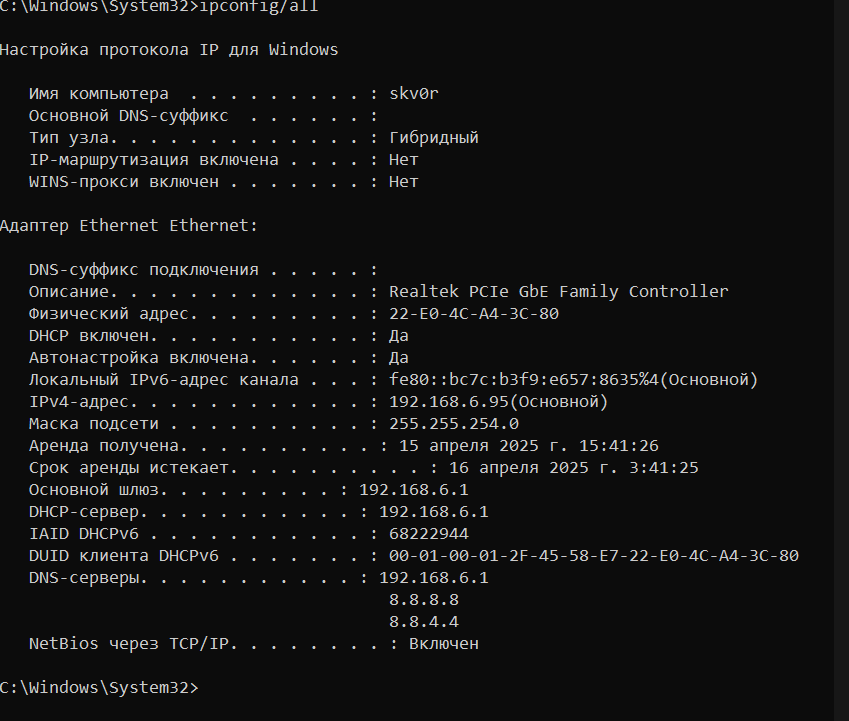 C:\Windows\System32>ipconfig/all
Настройка протокола IP для Windows
Имя компьютера . . . . . . . . . : skv0r
Основной DNS-суффикс . . . . . . :
Тип узла. . . . . . . . . . . . . : Гибридный
IP-маршрутизация включена . . . . : Нет
WINS-прокси включен . . . . . . . : Нет
Адаптер Ethernet Ethernet:
DNS-суффикс подключения . . . . . :
Описание. . . . . . . . . . . . . : Realtek PCIe GbE Family Controller
Физический адрес. . . . . . . . . : 22-E0-4C-A4-3C-80
DHCP включен. . . . . . . . . . . : Да
Автонастройка включена. . . . . . : Да
Локальный IPv6-адрес канала . . . : fe80::bc7c:b3f9:e657:8635%4(Основной)
IPv4-адрес. . . . . . . . . . . . : 192.168.6.95(Основной)
Маска подсети . . . . . . . . . . : 255.255.254.0
Аренда получена. . . . . . . . . . : 15 апреля 2025 г. 15:41:26
Срок аренды истекает. . . . . . . . . . : 16 апреля 2025 г. 3:41:25
Основной шлюз. . . . . . . . . : 192.168.6.1
DHCP-сервер. . . . . . . . . . . : 192.168.6.1
IAID DHCPv6 . . . . . . . . . . . : 68222944
DUID клиента DHCPv6 . . . . . . . : 00-01-00-01-2F-45-58-E7-22-E0-4C-A4-3C-80
DNS-серверы. . . . . . . . . . . : 192.168.6.1
8.8.8.8
8.8.4.4
NetBios через TCP/IP. . . . . . . . : Включен
C:\Windows\System32>